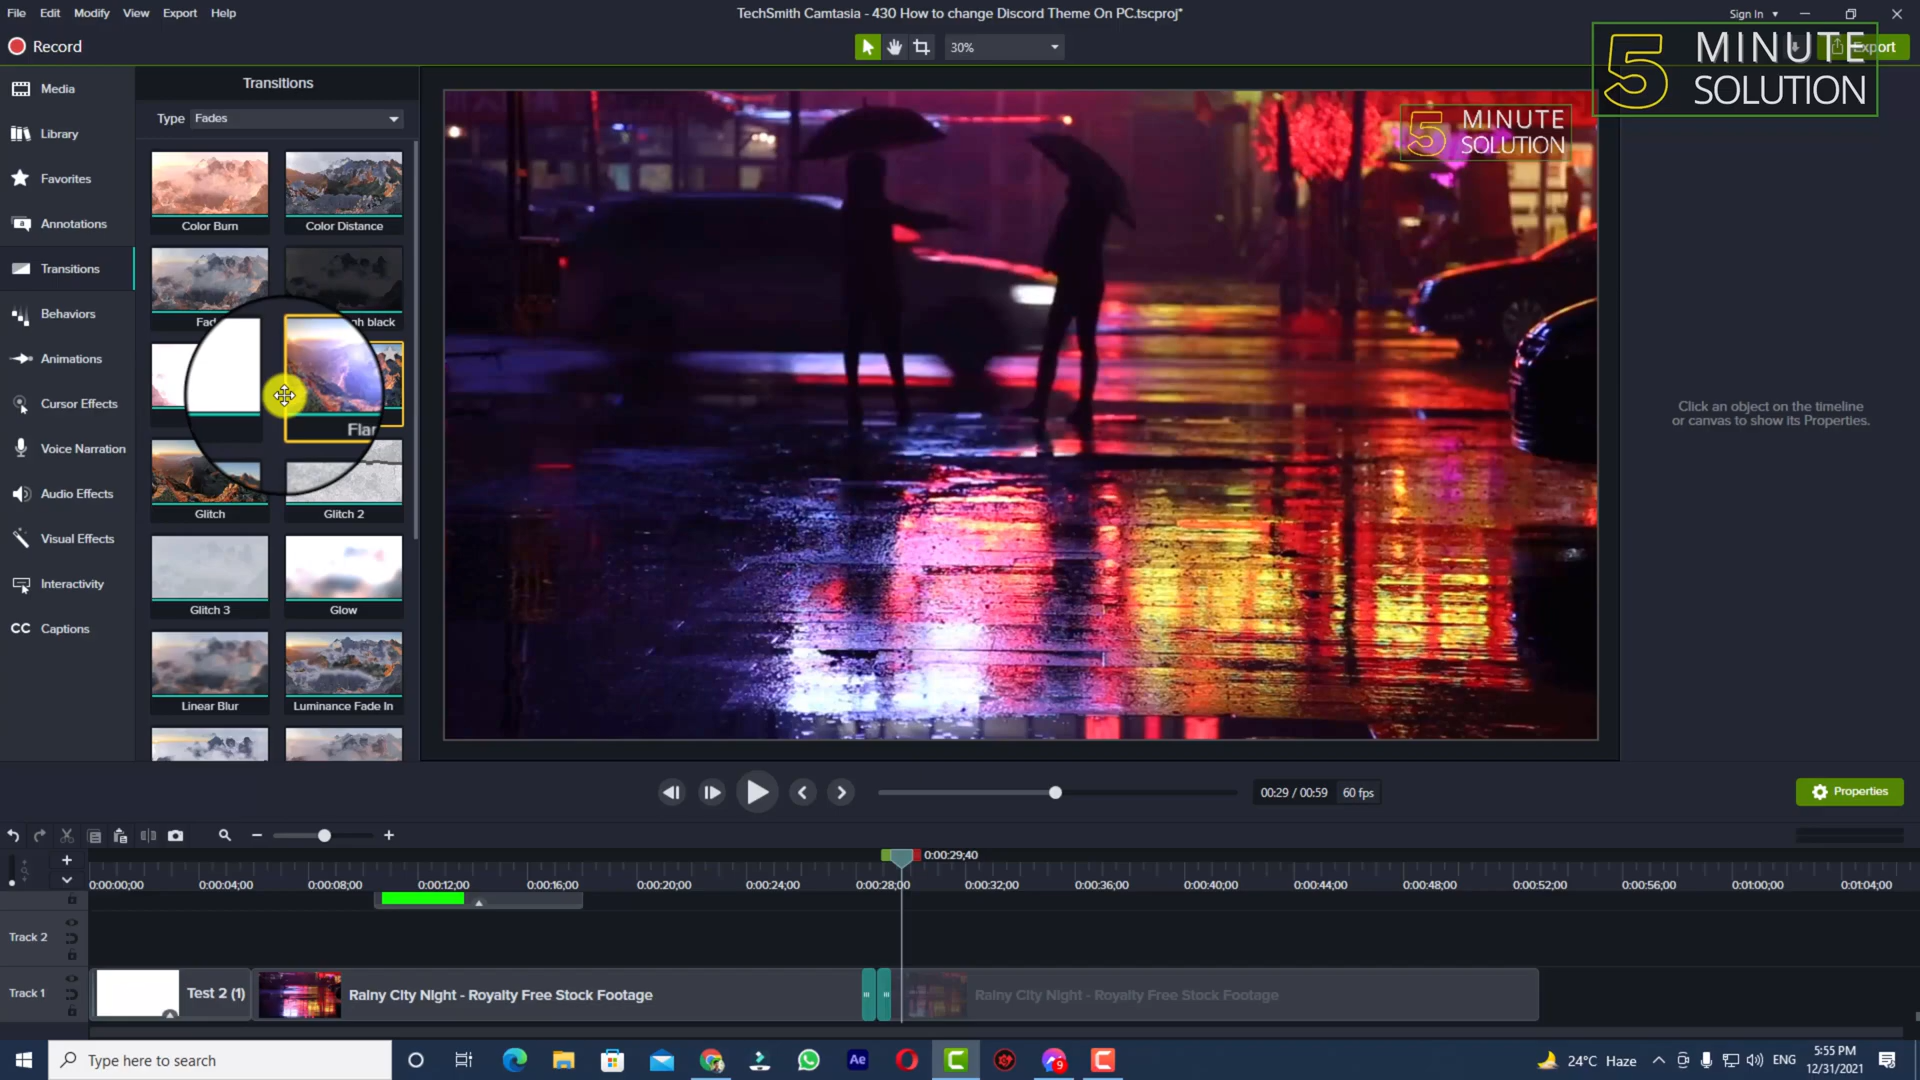 File Edit Modify View Export Help
TechSmith Camtasia - 430 How to change Discord Theme On PC.tscproj*
Sign In
Record
30%
Export
5 MINUTE
SOLUTION
Media
Library
Favorites
Annotations
Transitions
Behaviors
Animations
Cursor Effects
Voice Narration
Audio Effects
Visual Effects
Interactivity
CC Captions
Transitions
Type Fades
Color Burn Color Distance
black
Glitch Glitch 2
Glitch 3 Glow
Linear Blur Luminance Fade In
5 MINUTE
SOLUTION
Click an object on the timeline
or canvas to show its Properties.
00:29 / 00:59 60 fps
Properties
0:00:29;40
0:00:00;00 0:00:04;00 0:00:08;00 0:00:12;00 0:00:16;00 0:00:20;00 0:00:24;00 0:00:28;00 0:00:32;00 0:00:36;00 0:00:40;00 0:00:44;00 0:00:48;00 0:00:52;00 0:00:56;00 0:01:00;00 0:01:04;00
Track 2
Track 1
Test 2 (1) Rainy City Night - Royalty Free Stock Footage Rainy City Night - Royalty Free Stock Footage
Type here to search
Ae
9
24°C Haze
ENG
5:55 PM
12/31/2021